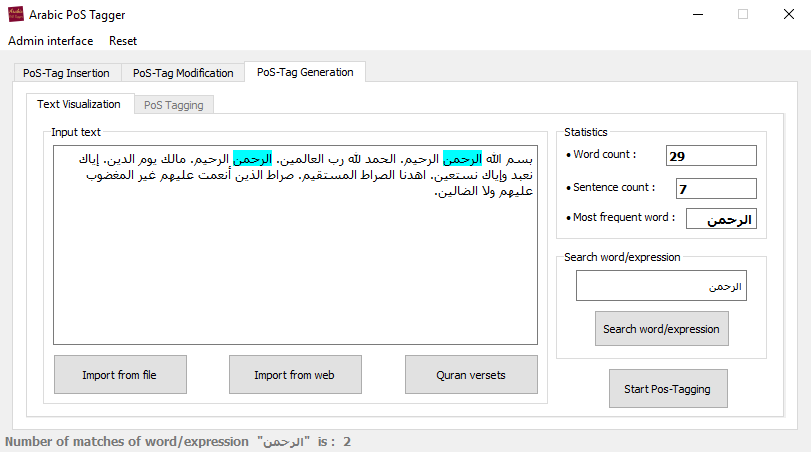 Arabic PoS Tagger
Admin interface Reset
PoS-Tag Insertion PoS-Tag Modification PoS-Tag Generation
Text Visualization PoS Tagging
Input text
بسم الله الرحمن الرحيم. الحمد لله رب العالمين. الرحمن الرحيم. مالك يوم الدين. إياك
نعبد وإياك نستعين. اهدنا الصراط المستقيم. صراط الذين أنعمت عليهم غير المغضوب
عليهم ولا الضالين.
Import from file Import from web Quran versets
Statistics
• Word count : 29
• Sentence count : 7
• Most frequent word : الرحمن
Search word/expression
الرحمن
Search word/expression
Start Pos-Tagging
Number of matches of word/expression "الرحمن" is : 2